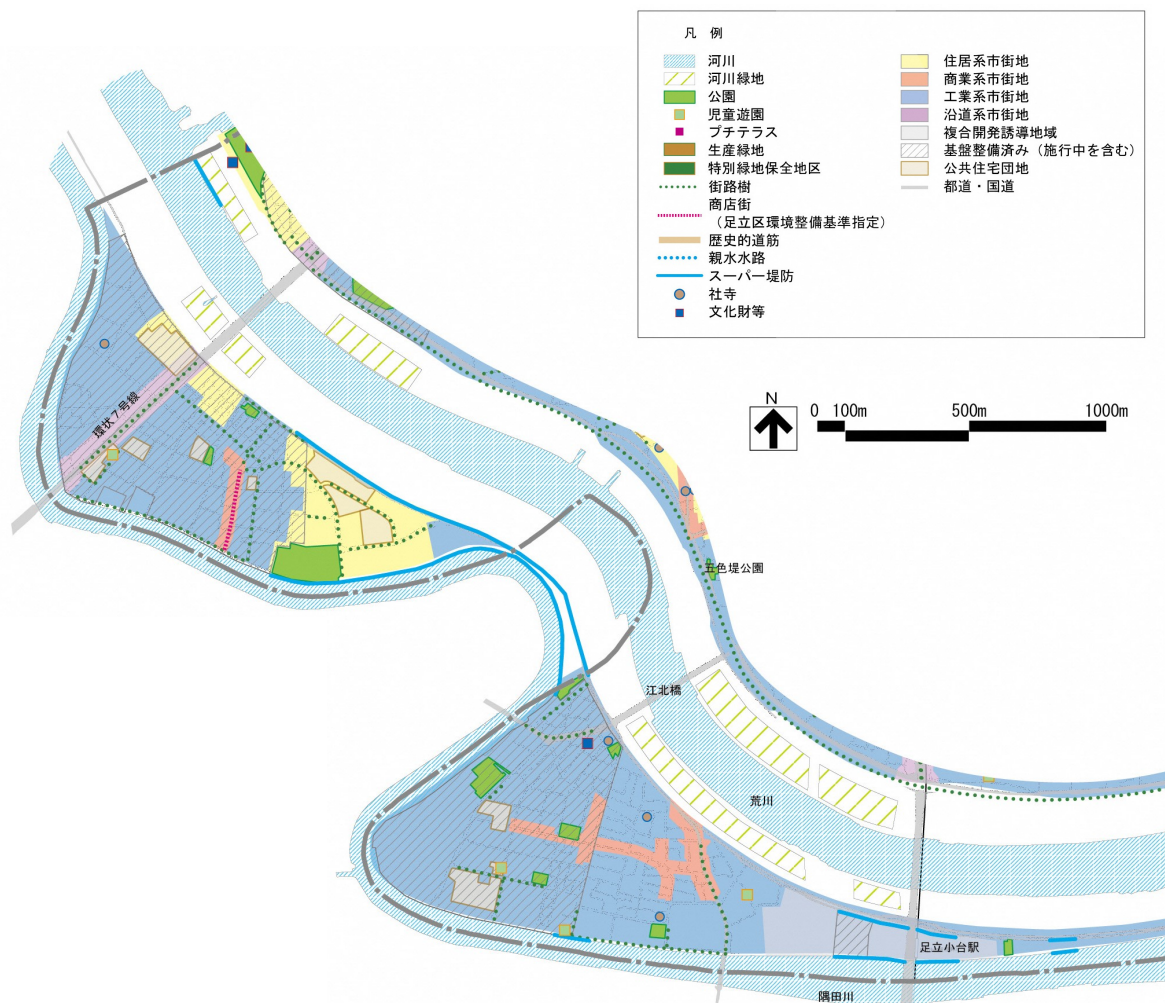 凡 例
河川
河川緑地
公園
児童遊園
プチテラス
生産緑地
特別緑地保全地区
街路樹
商店街
(足立区環境整備基準指定)
歴史的道筋
親水水路
スーパー堤防
社寺
文化財等
住居系市街地
商業系市街地
工業系市街地
沿道系市街地
複合開発誘導地域
基盤整備済み(施行中を含む)
公共住宅団地
都道・国道
環状7号線
N
0 100m 500m 1000m
五色堤公園
江北橋
荒川
足立小台駅
隅田川